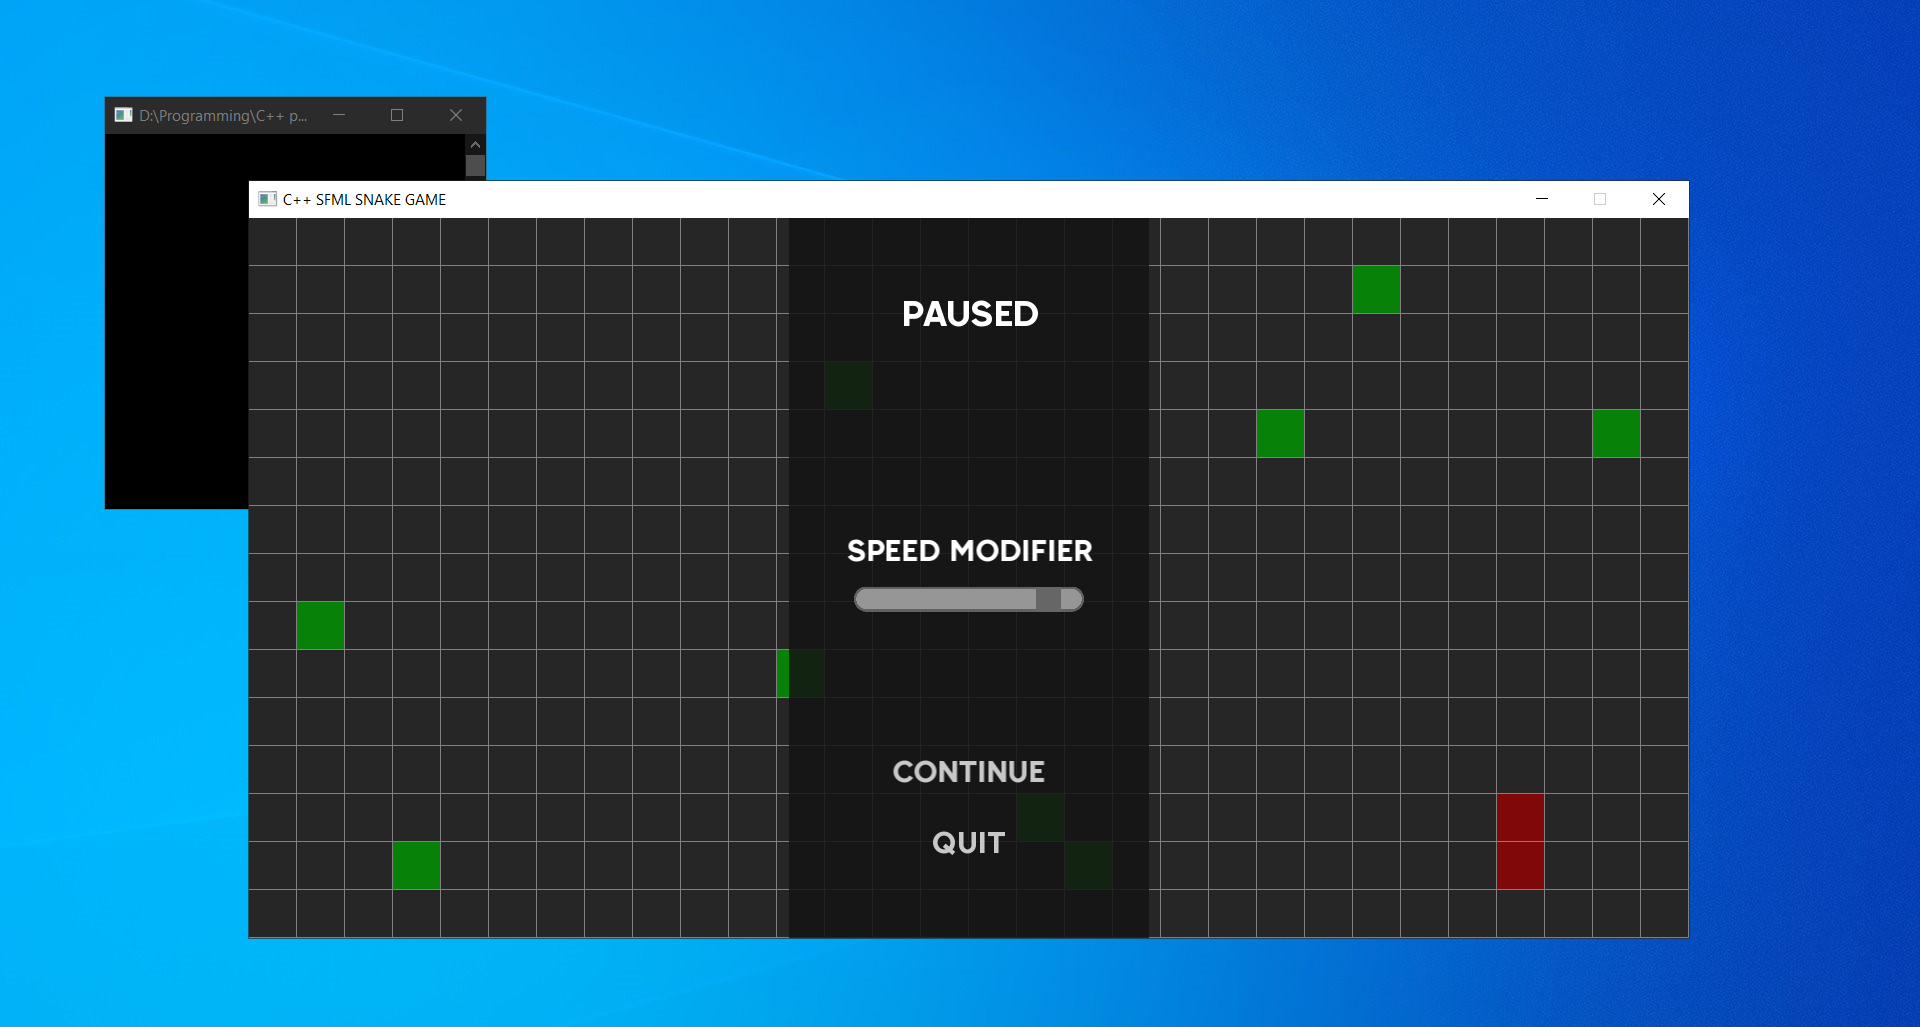 D:\Programming\C++ p...
C++ SFML SNAKE GAME
PAUSED
SPEED MODIFIER
CONTINUE
QUIT